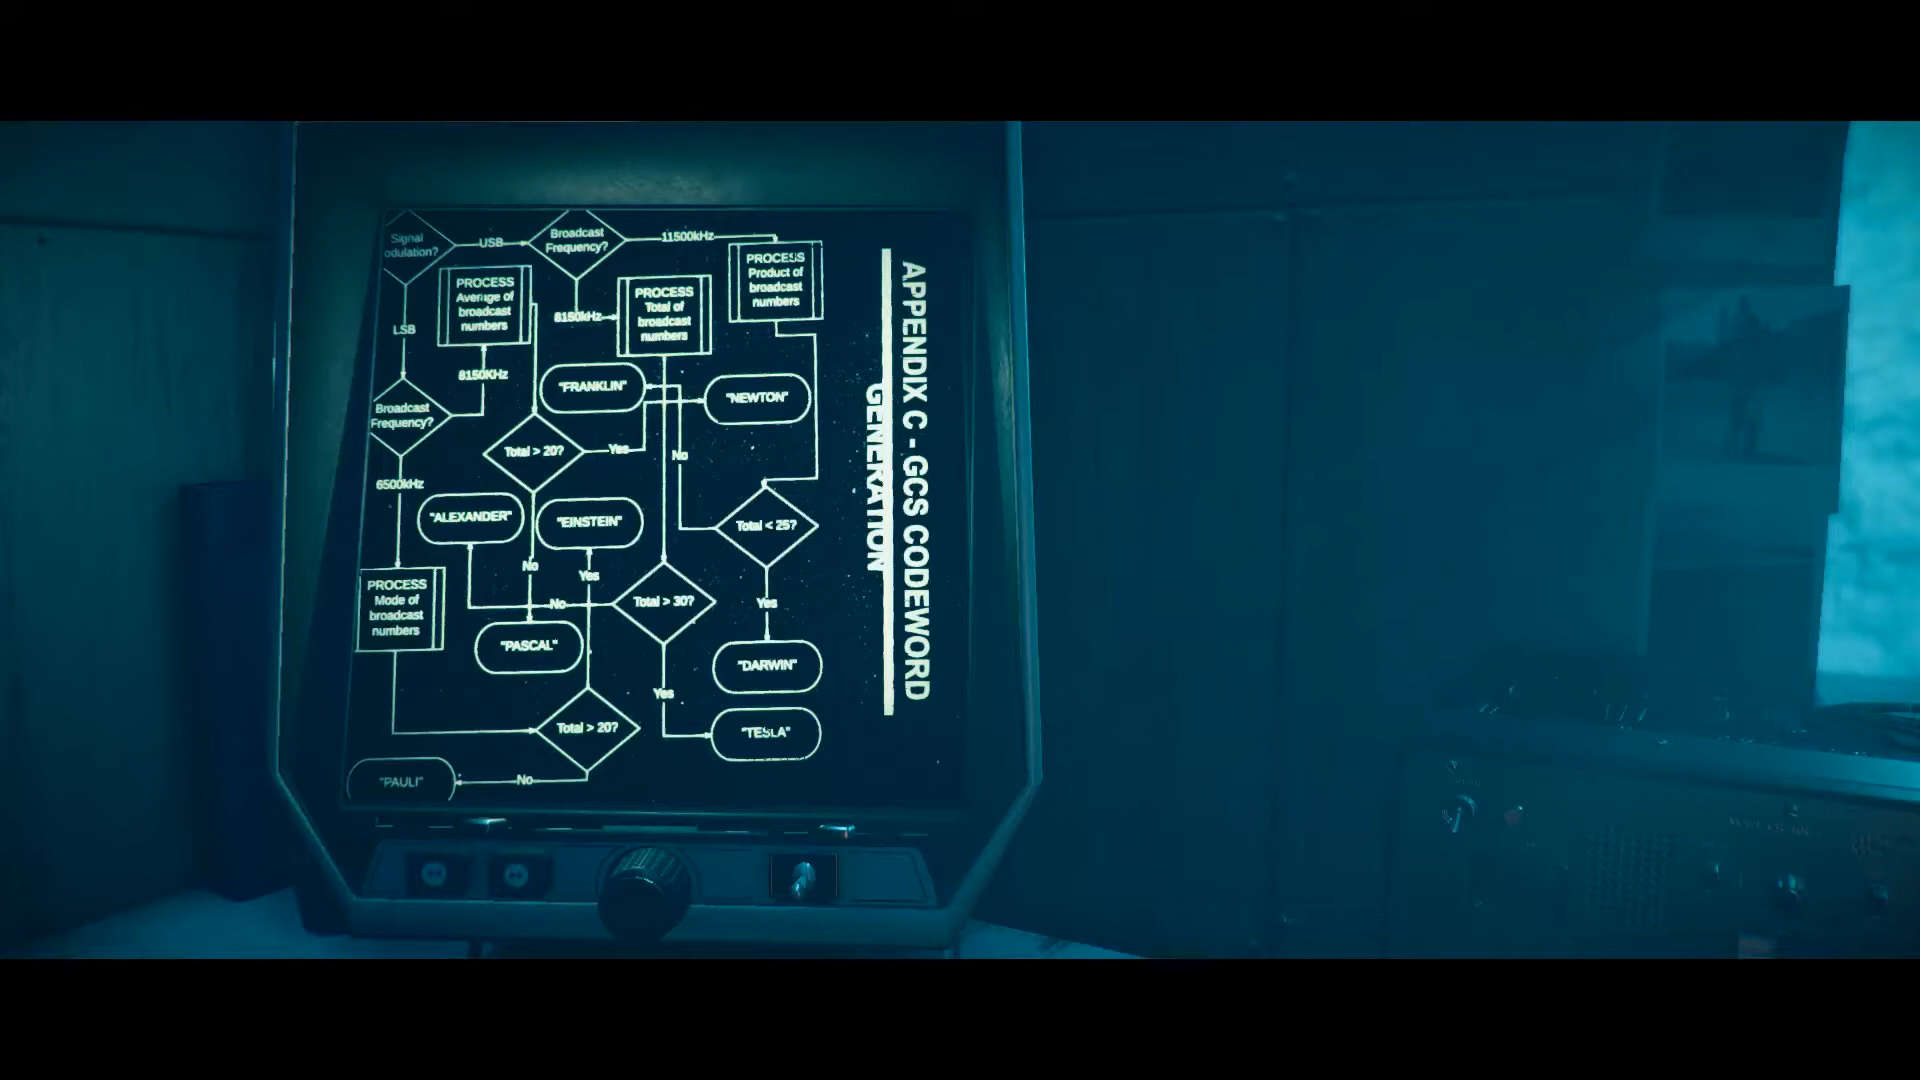 Signal
odulation?
USB
Broadcast
Frequency?
11500kHz
PROCESS
Product of
broadcast
numbers
PROCESS
Average of
broadcast
numbers
PROCESS
Total of
broadcast
numbers
8150kHz
LSB
8150KHz
"FRANKLIN"
"NEWTON"
Broadcast
Frequency?
Total > 20?
Yes
No
6500kHz
"ALEXANDER"
"EINSTEIN"
Total < 25?
No
Yes
PROCESS
Mode of
broadcast
numbers
No
Total > 30?
Yes
"PASCAL"
"DARWIN"
Yes
Total > 20?
"TESLA"
"PAULI"
No
APPENDIX C - GCS CODEWORD
GENERATION